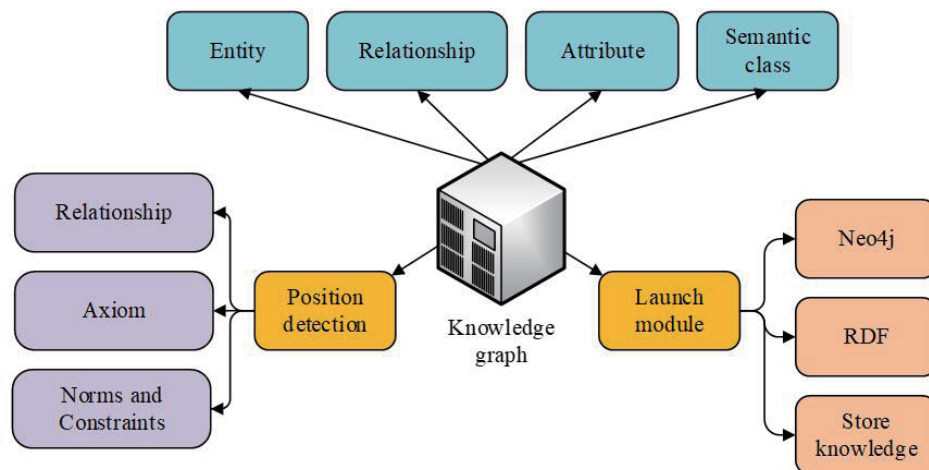 Entity
Relationship
Attribute
Semantic
class
Relationship
Axiom
Norms and
Constraints
Position
detection
Knowledge
graph
Launch
module
Neo4j
RDF
Store
knowledge